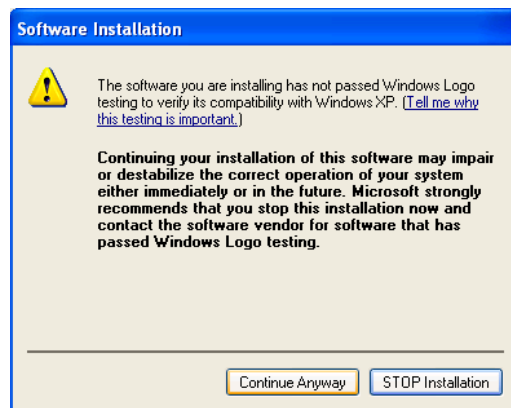 Software Installation
The software you are installing has not passed Windows Logo
testing to verify its compatibility with Windows XP. (Tell me why
this testing is important.)
Continuing your installation of this software may impair
or destabilize the correct operation of your system
either immediately or in the future. Microsoft strongly
recommends that you stop this installation now and
contact the software vendor for software that has
passed Windows Logo testing.
Continue Anyway
STOP Installation